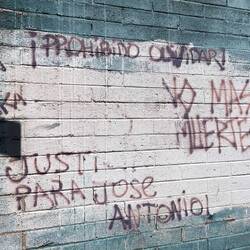 ¡PROHIBIDO OLVIDAR!
NO MAS
MUERTE
JUSTI
PARA JOSE
ANTONIO!